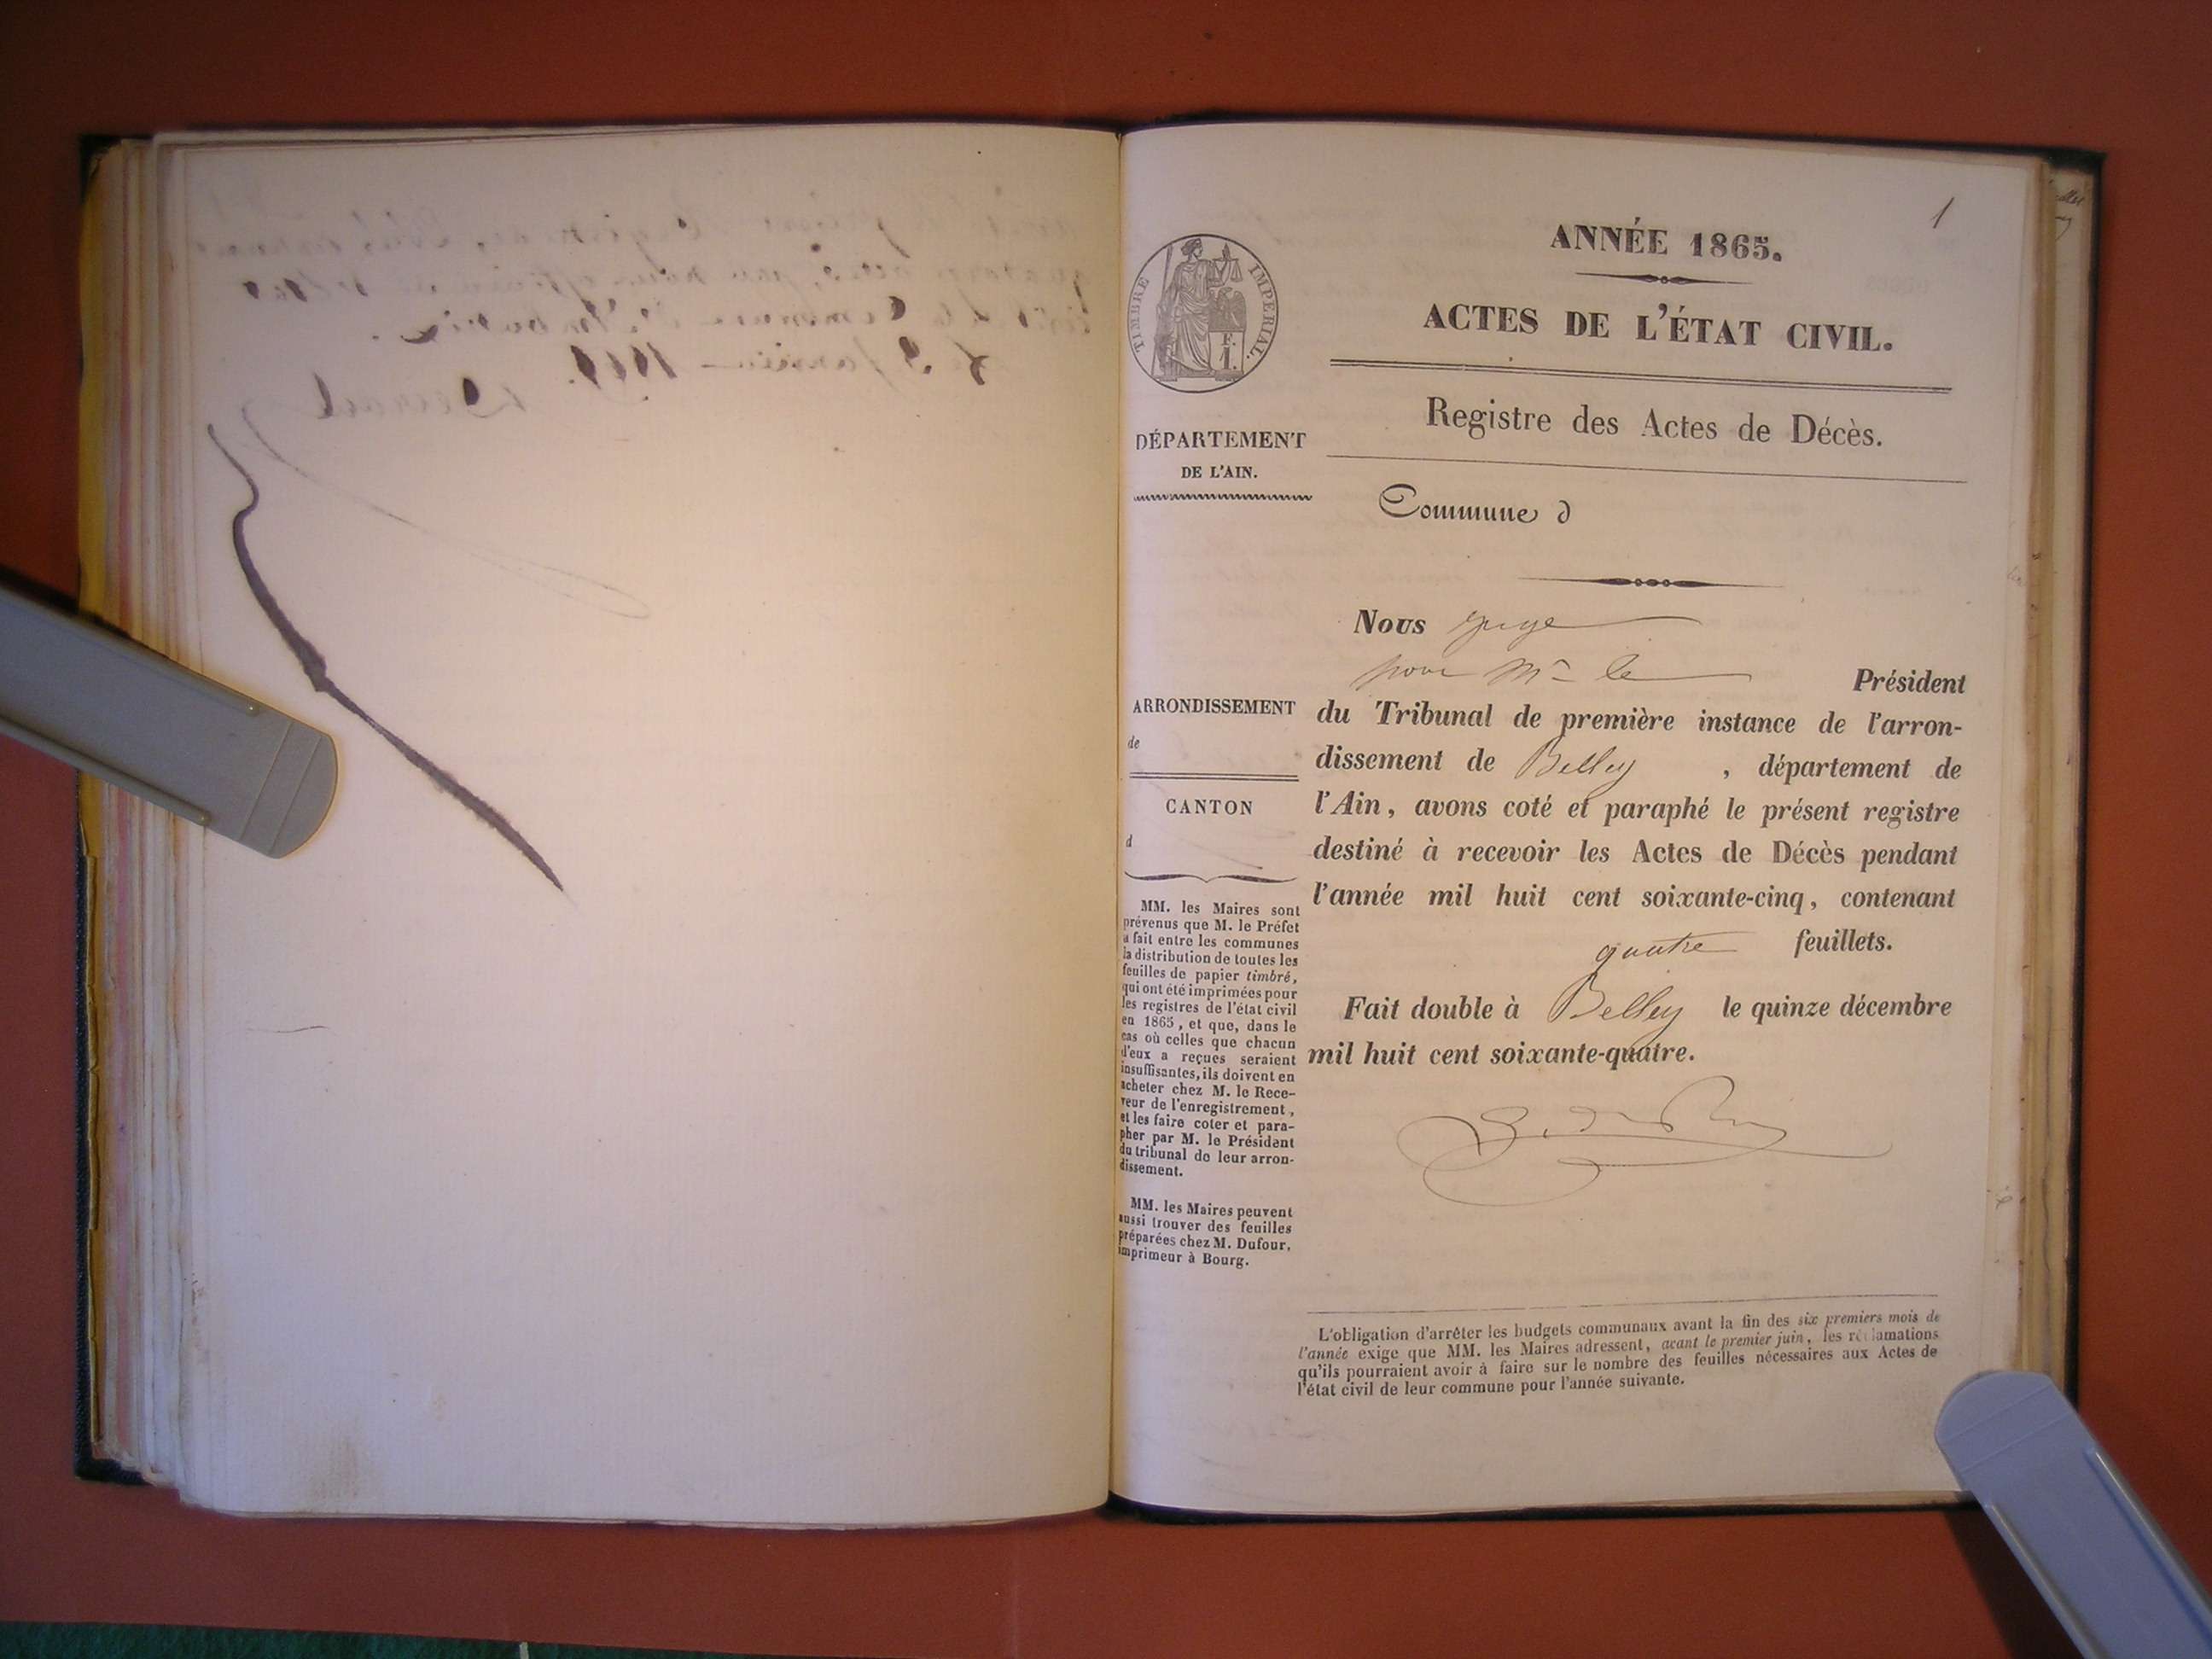 1
ANNÉE 1865.
ACTES DE L'ÉTAT CIVIL.
Registre des Actes de Décès.
TIMBRE IMPERIAL.
F.
1.
DÉPARTEMENT
DE L'AIN.
Commune d
Nous juge
pour Mr le Président
du Tribunal de première instance de l'arron-
dissement de Belley , département de
l'Ain, avons coté et paraphé le présent registre
destiné à recevoir les Actes de Décès pendant
l'année mil huit cent soixante-cinq, contenant
quatre feuillets.
Fait double à Belley le quinze décembre
mil huit cent soixante-quatre.
ARRONDISSEMENT
de
CANTON
d
MM. les Maires sont
prévenus que M. le Préfet
a fait entre les communes
la distribution de toutes les
feuilles de papier timbré,
qui ont été imprimées pour
les registres de l'état civil
en 1865, et que, dans le
cas où celles que chacun
d'eux a reçues seraient
insuffisantes, ils doivent en
acheter chez M. le Rece-
veur de l'enregistrement,
et les faire coter et para-
pher par M. le Président
du tribunal de leur arron-
dissement.
MM. les Maires peuvent
aussi trouver des feuilles
préparées chez M. Dufour,
imprimeur à Bourg.
L'obligation d'arrêter les budgets communaux avant la fin des six premiers mois de
l'année exige que MM. les Maires adressent, avant le premier juin, les réclamations
qu'ils pourraient avoir à faire sur le nombre des feuilles nécessaires aux Actes de
l'état civil de leur commune pour l'année suivante.